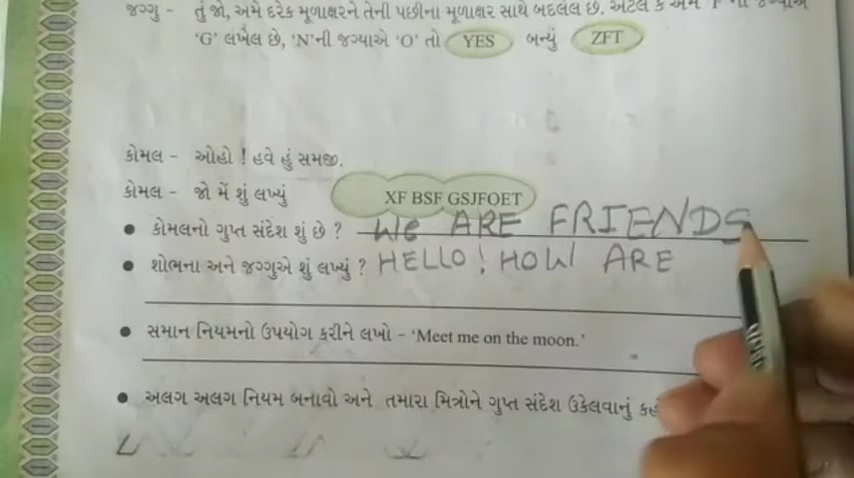 જગ્ગુ - તું જો, અમે દરેક મૂળાક્ષરને તેની પછીના મૂળાક્ષર સાથે બદલેલ છે. એટલે કે અમે
'G' લખેલ છે, 'N'ની જગ્યાએ 'O' તો YES બન્યું ZFT
કોમલ - ઓહો ! હવે હું સમજી.
કોમલ - જો મેં શું લખ્યું XF BSF GSJFOET
● કોમલનો ગુપ્ત સંદેશ શું છે ? We ARE FRIENDS
● શોભના અને જગ્ગુએ શું લખ્યું ? HELLO! HOW ARE
● સમાન નિયમનો ઉપયોગ કરીને લખો - 'Meet me on the moon.'
● અલગ અલગ નિયમ બનાવો અને તમારા મિત્રોને ગુપ્ત સંદેશ ઉકેલવાનું